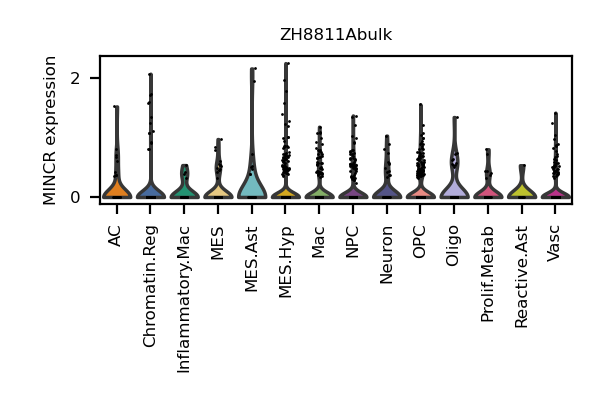 ZH8811Abulk
MINCR expression
2
0
AC
Chromatin.Reg
Inflammatory.Mac
MES
MES.Ast
MES.Hyp
Mac
NPC
Neuron
OPC
Oligo
Prolif.Metab
Reactive.Ast
Vasc